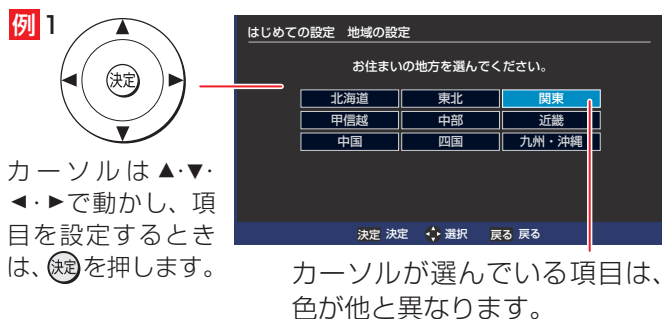 例1
決定
カーソルは▲·▼·
◄·►で動かし、項
目を設定するとき
は、決定を押します。
はじめての設定 地域の設定
お住まいの地方を選んでください。
北海道 東北 関東
甲信越 中部 近畿
中国 四国 九州・沖縄
決定 決定 選択 戻る 戻る
カーソルが選んでいる項目は、
色が他と異なります。